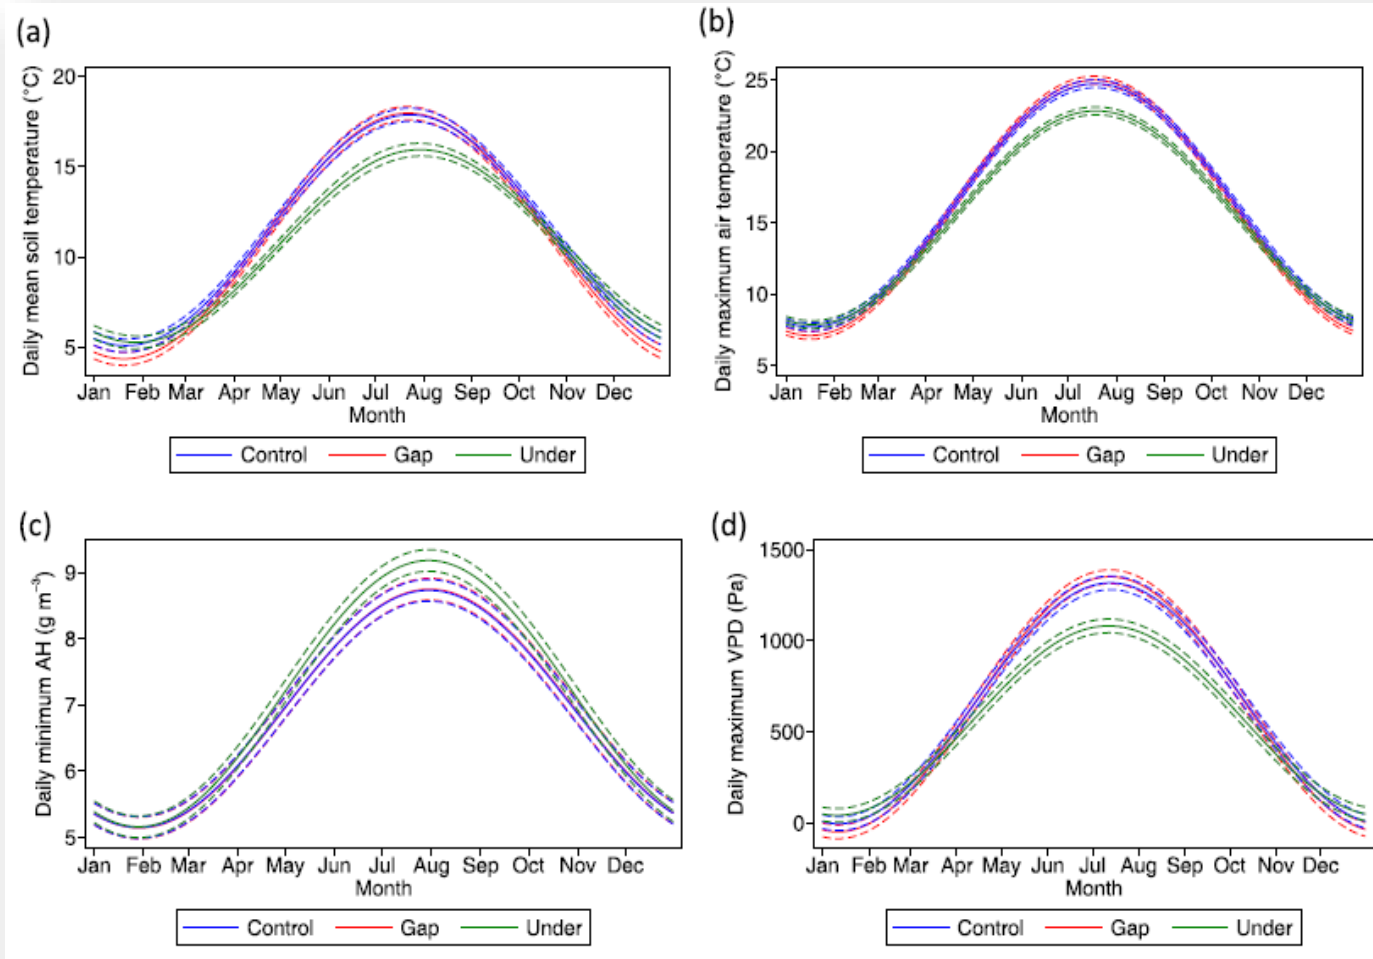 (a)
Daily mean soil temperature (°C)
20
15
10
5
Jan Feb Mar Apr May Jun Jul Aug Sep Oct Nov Dec
Month
Control Gap Under
(b)
Daily maximum air temperature (°C)
25
20
15
10
5
Jan Feb Mar Apr May Jun Jul Aug Sep Oct Nov Dec
Month
Control Gap Under
(c)
Daily minimum AH (g m⁻³)
9
8
7
6
5
Jan Feb Mar Apr May Jun Jul Aug Sep Oct Nov Dec
Month
Control Gap Under
(d)
Daily maximum VPD (Pa)
1500
1000
500
0
Jan Feb Mar Apr May Jun Jul Aug Sep Oct Nov Dec
Month
Control Gap Under